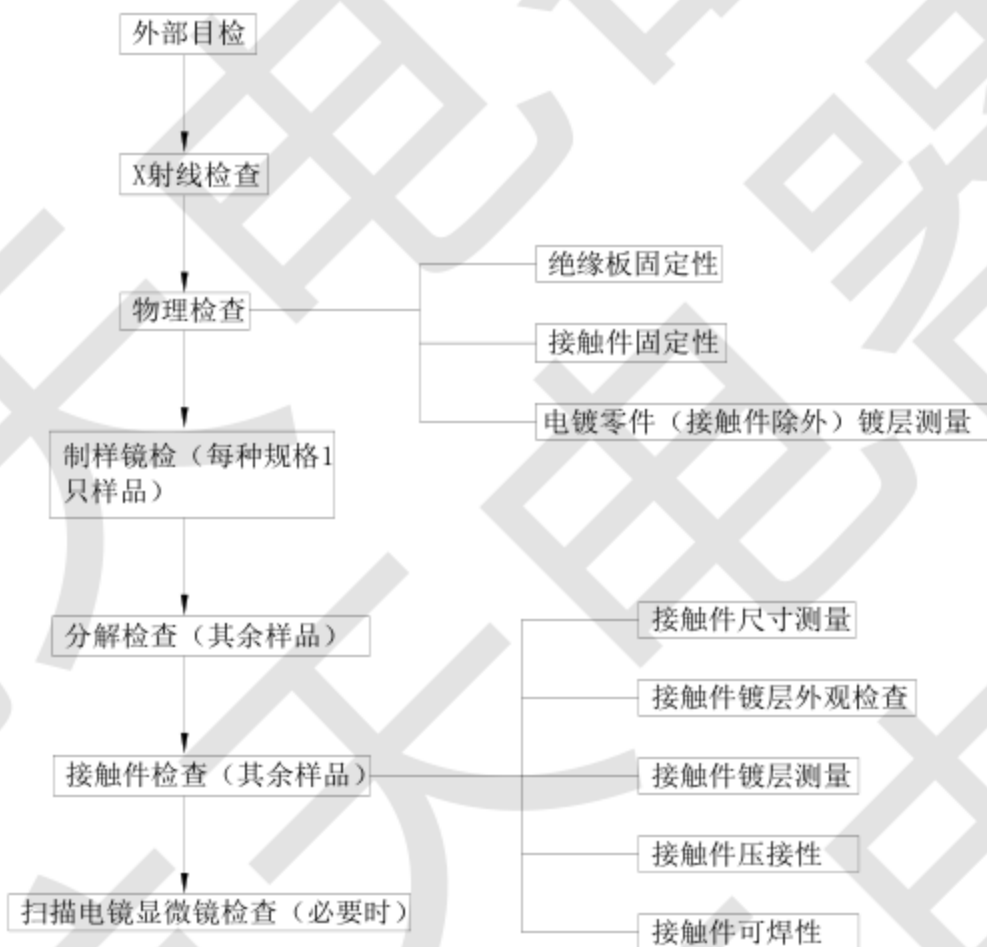 外部目检
X射线检查
物理检查
绝缘板固定性
接触件固定性
电镀零件（接触件除外）镀层测量
制样镜检（每种规格1
只样品）
分解检查（其余样品）
接触件检查（其余样品）
接触件尺寸测量
接触件镀层外观检查
接触件镀层测量
接触件压接性
接触件可焊性
扫描电镜显微镜检查（必要时）